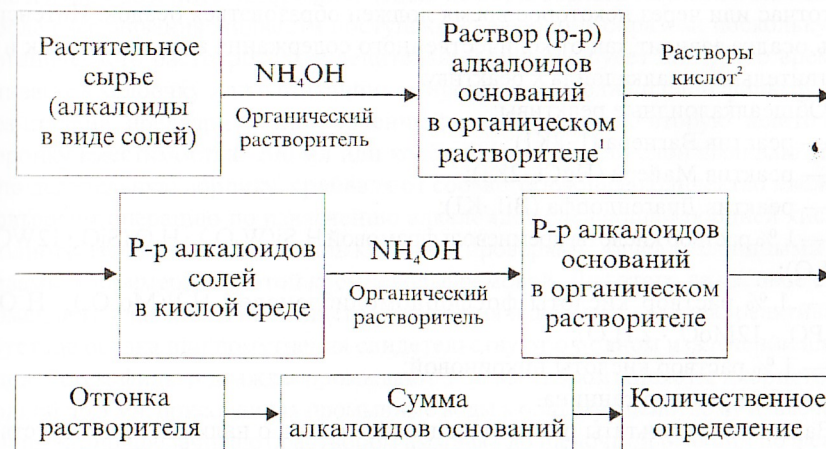 Растительное
сырье
(алкалоиды
в виде солей)
NH₄OH
Органический
растворитель
Раствор (р-р)
алкалоидов
оснований
в органическом
растворителе¹
Растворы
кислот²
Р-р алкалоидов
солей
в кислой среде
NH₄OH
Органический
растворитель
Р-р алкалоидов
оснований
в органическом
растворителе
Отгонка
растворителя
Сумма
алкалоидов оснований
Количественное
определение